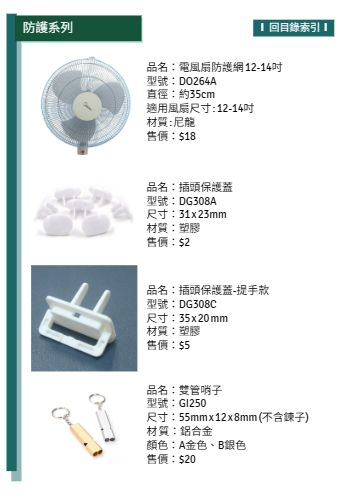 防護系列
回目錄索引
品名：電風扇防護網12-14吋
型號：DO264A
直徑：約35cm
適用風扇尺寸:12-14吋
材質:尼龍
售價：$18
品名：插頭保護蓋
型號：DG308A
尺寸：31x23mm
材質：塑膠
售價：$2
品名：插頭保護蓋-提手款
型號：DG308C
尺寸：35x20mm
材質：塑膠
售價：$5
品名：雙管哨子
型號：GI250
尺寸：55mmx12x8mm(不含鍊子)
材質：鋁合金
顏色：A金色、B銀色
售價：$20